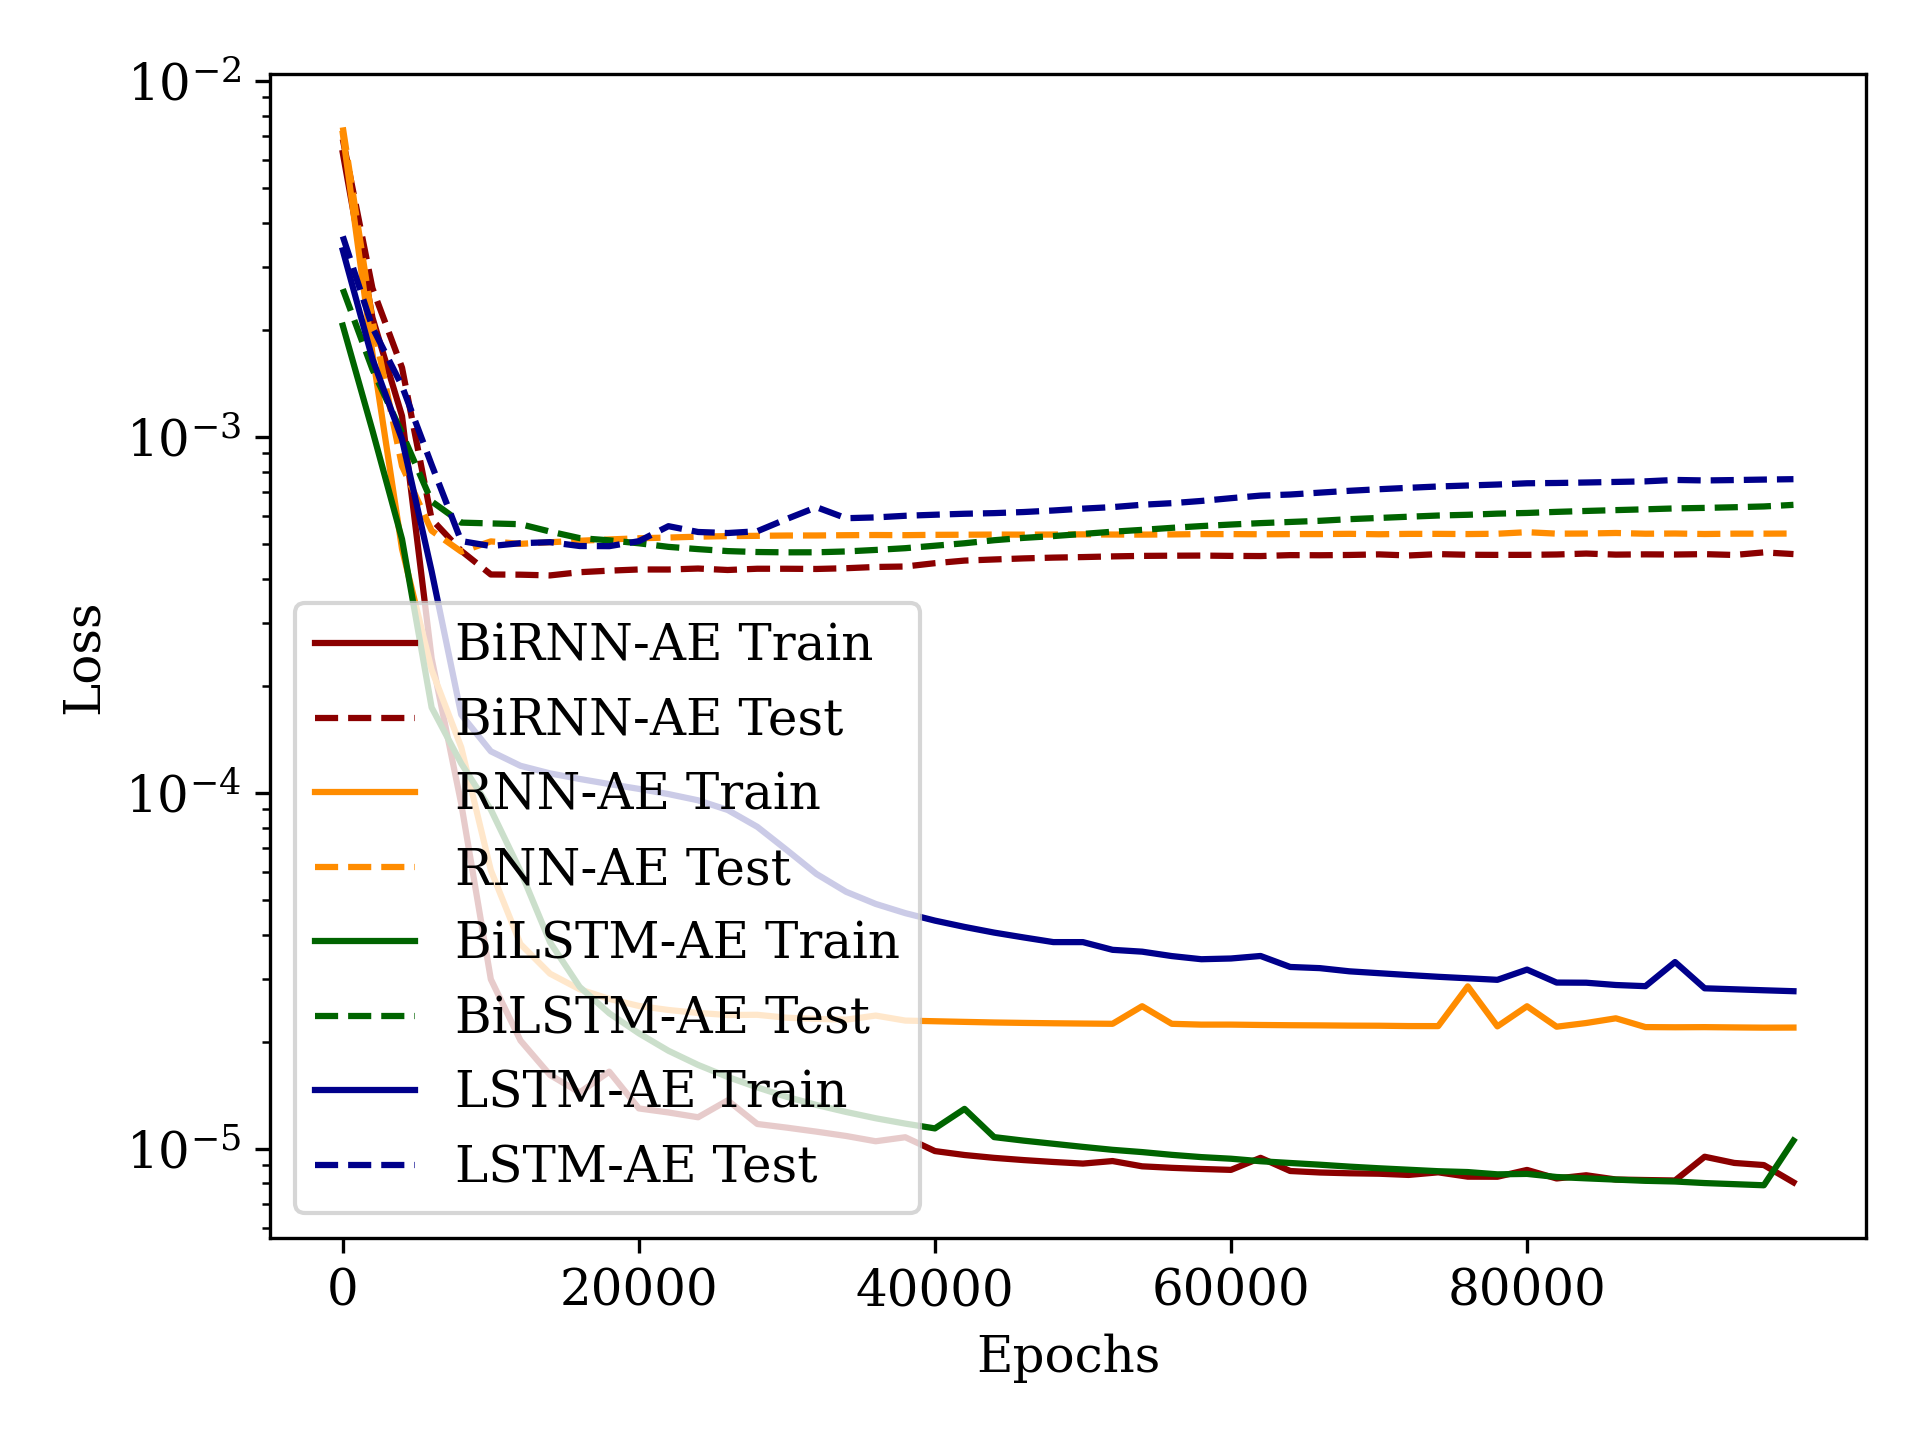 10⁻²
10⁻³
10⁻⁴
10⁻⁵
Loss
BiRNN-AE Train
BiRNN-AE Test
RNN-AE Train
RNN-AE Test
BiLSTM-AE Train
BiLSTM-AE Test
LSTM-AE Train
LSTM-AE Test
0 20000 40000 60000 80000
Epochs